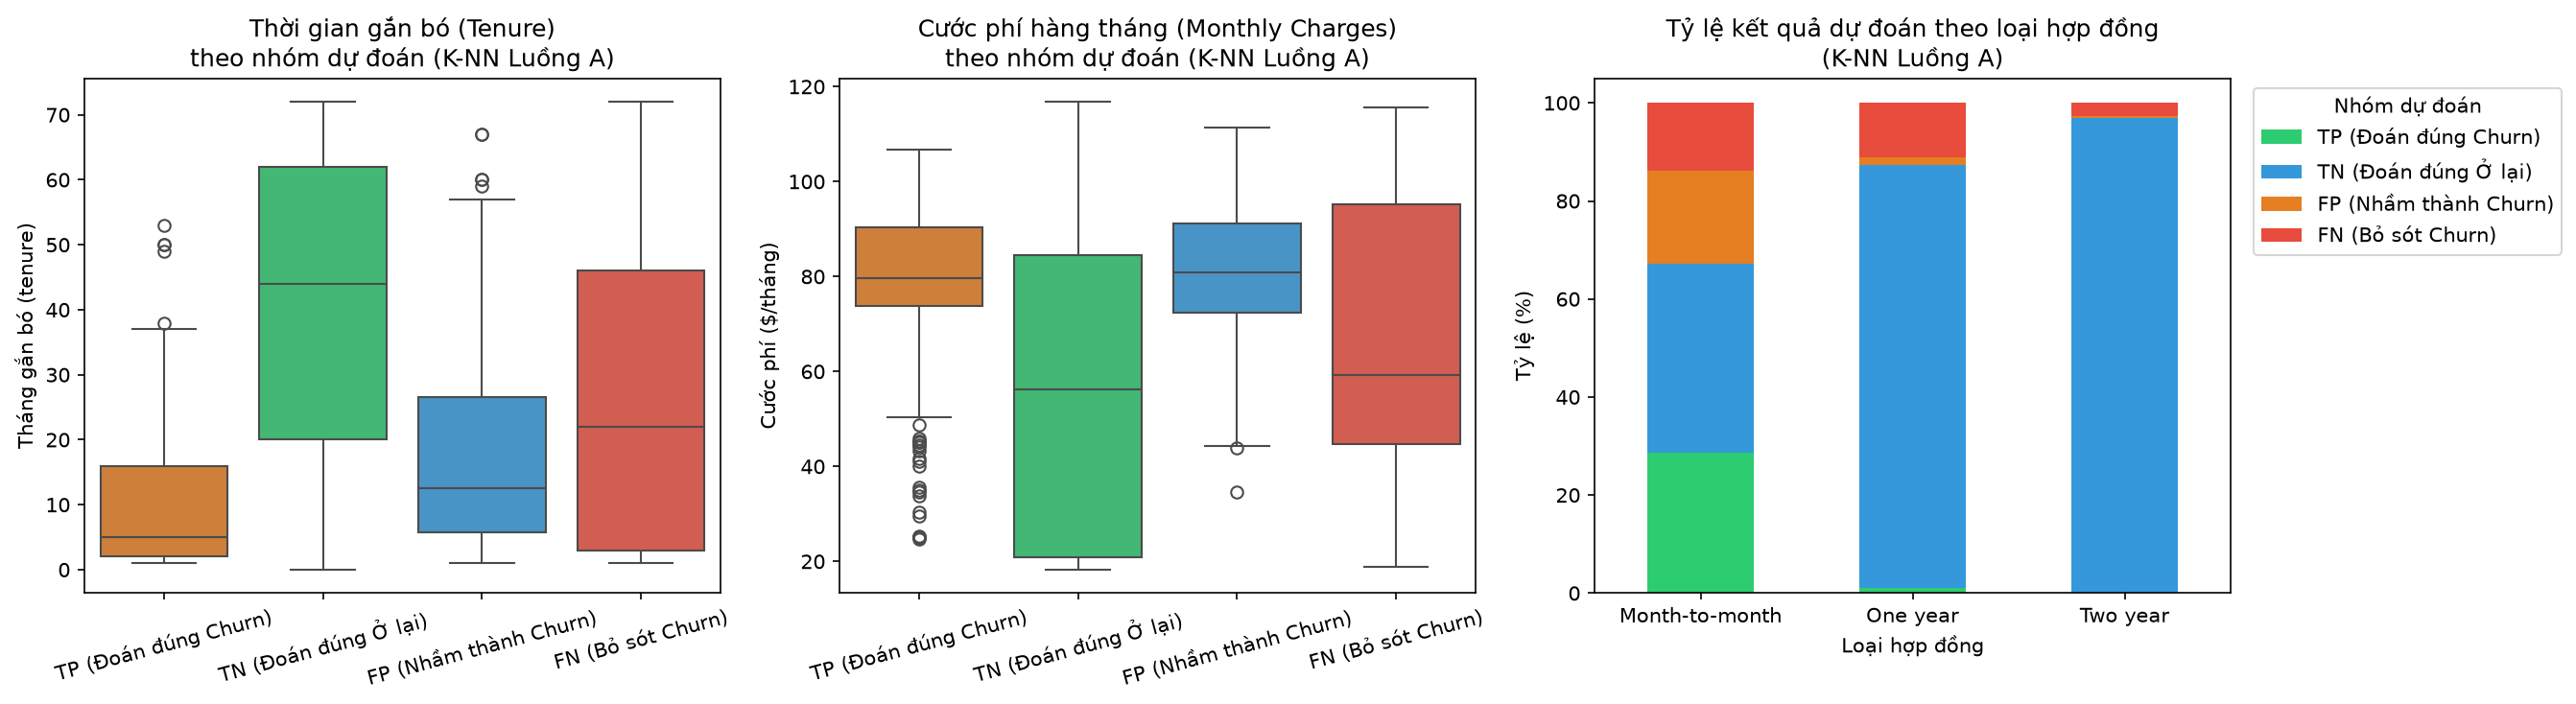 Thời gian gắn bó (Tenure)
theo nhóm dự đoán (K-NN Luồng A)
Tháng gắn bó (tenure)
70
60
50
40
30
20
10
0
TP (Đoán đúng Churn)
TN (Đoán đúng Ở lại)
FP (Nhầm thành Churn)
FN (Bỏ sót Churn)
Cước phí hàng tháng (Monthly Charges)
theo nhóm dự đoán (K-NN Luồng A)
Cước phí ($/tháng)
120
100
80
60
40
20
TP (Đoán đúng Churn)
TN (Đoán đúng Ở lại)
FP (Nhầm thành Churn)
FN (Bỏ sót Churn)
Tỷ lệ kết quả dự đoán theo loại hợp đồng
(K-NN Luồng A)
Tỷ lệ (%)
100
80
60
40
20
0
Month-to-month
One year
Two year
Loại hợp đồng
Nhóm dự đoán
TP (Đoán đúng Churn)
TN (Đoán đúng Ở lại)
FP (Nhầm thành Churn)
FN (Bỏ sót Churn)